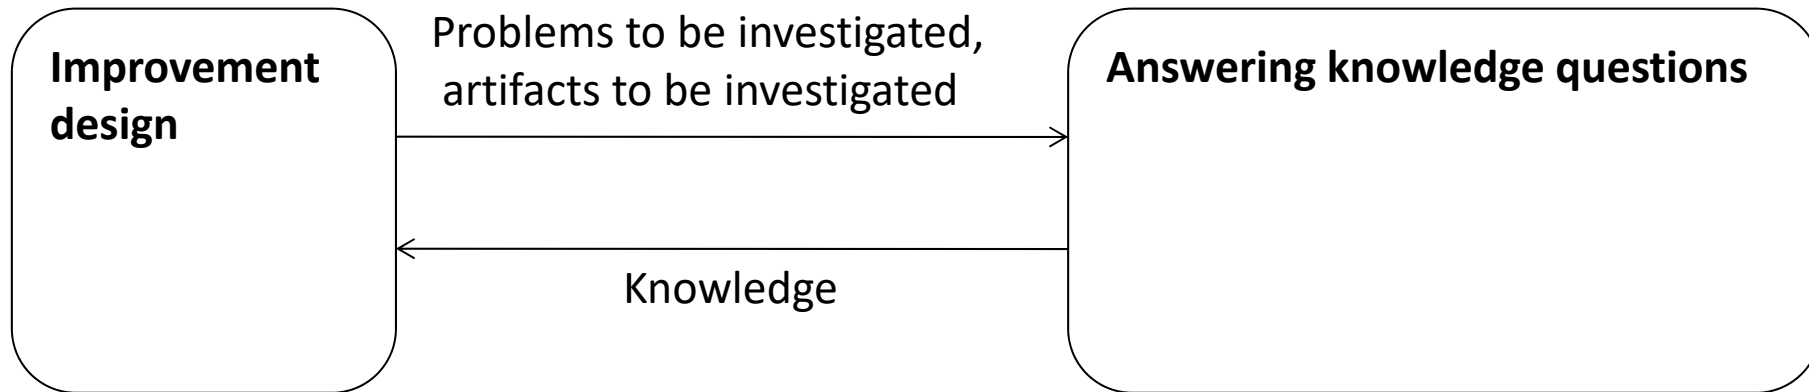 Improvement
design
Problems to be investigated,
artifacts to be investigated
Answering knowledge questions
Knowledge